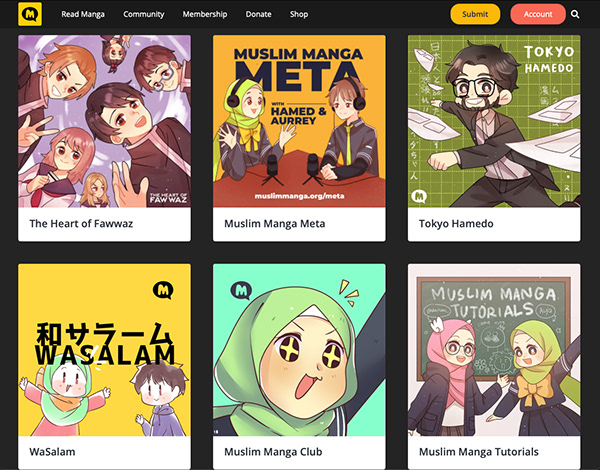 Read Manga
Community
Membership
Donate
Shop
Submit
Account
THE HEART OF
FAWWAZ
The Heart of Fawwaz
MUSLIM MANGA
META
WITH
HAMED &
AURREY
muslimmanga.org/meta
Muslim Manga Meta
TOKYO
HAMEDO
Tokyo Hamedo
和サラーム
WASALAM
WaSalam
M
Muslim Manga Club
MUSLIM MANGA
TUTORIALS
Muslim Manga Tutorials